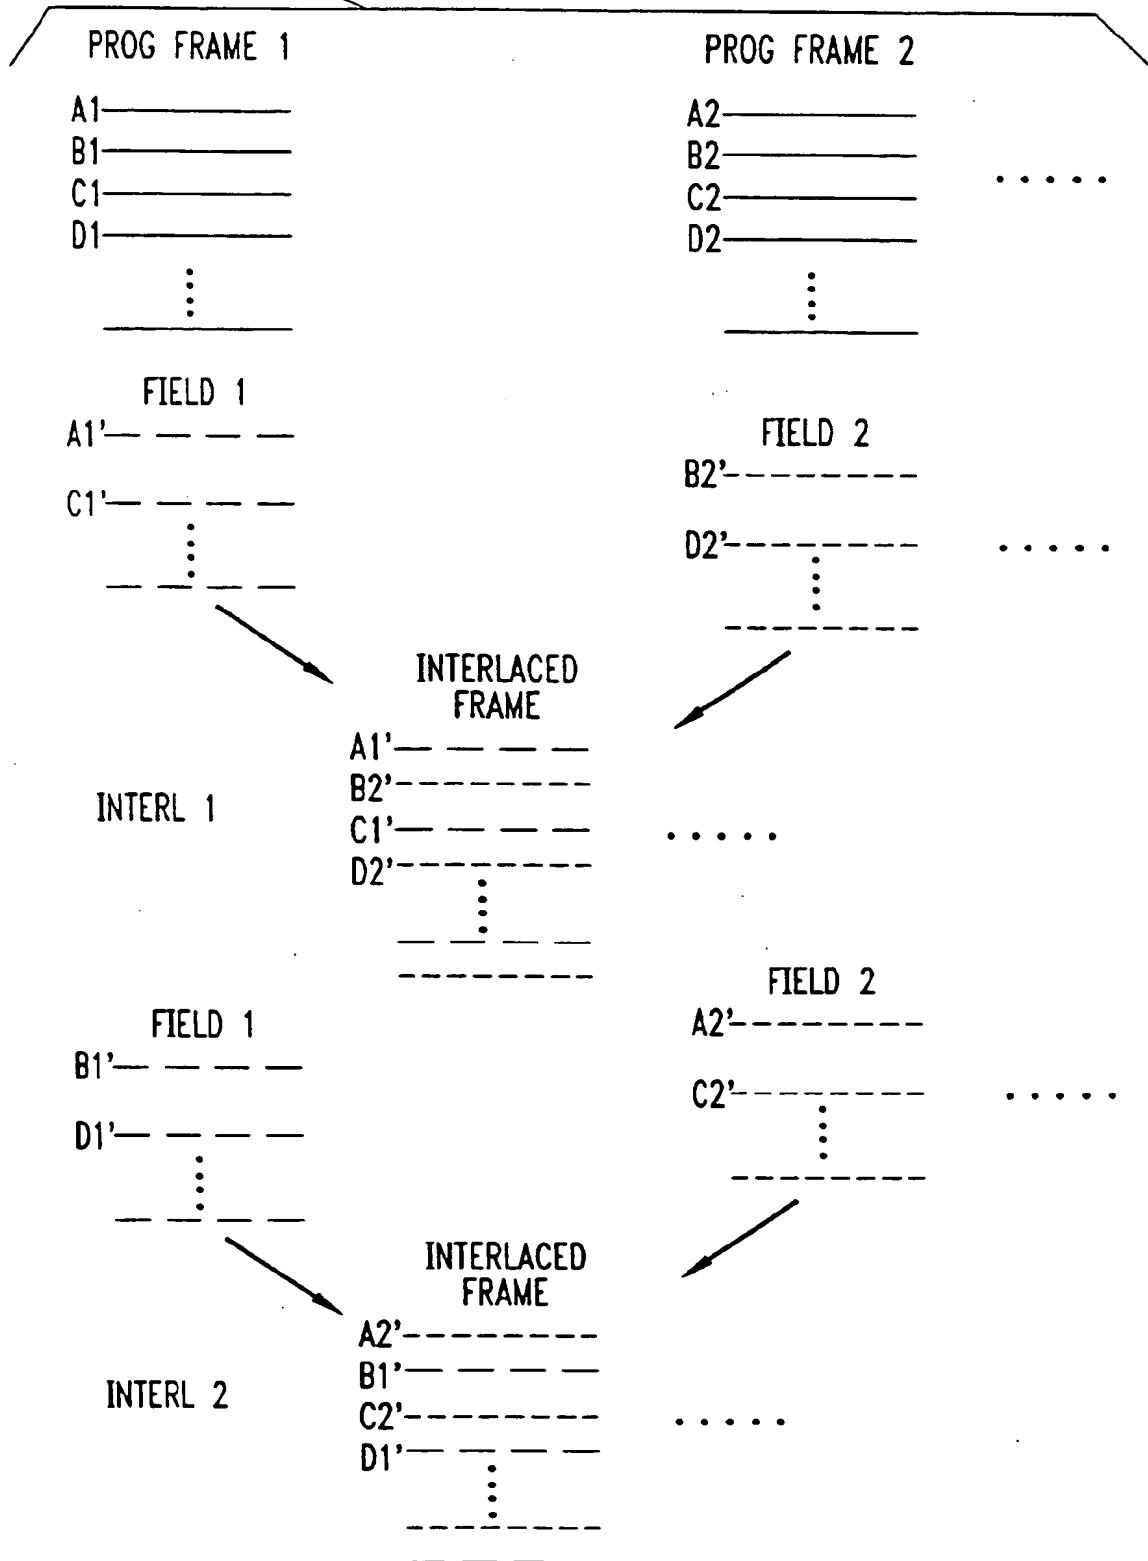 PROG FRAME 1
A1
B1
C1
D1
PROG FRAME 2
A2
B2
C2
D2
FIELD 1
A1'
C1'
FIELD 2
B2'
D2'
INTERLACED
FRAME
INTERL 1
A1'
B2'
C1'
D2'
FIELD 1
B1'
D1'
FIELD 2
A2'
C2'
INTERLACED
FRAME
INTERL 2
A2'
B1'
C2'
D1'